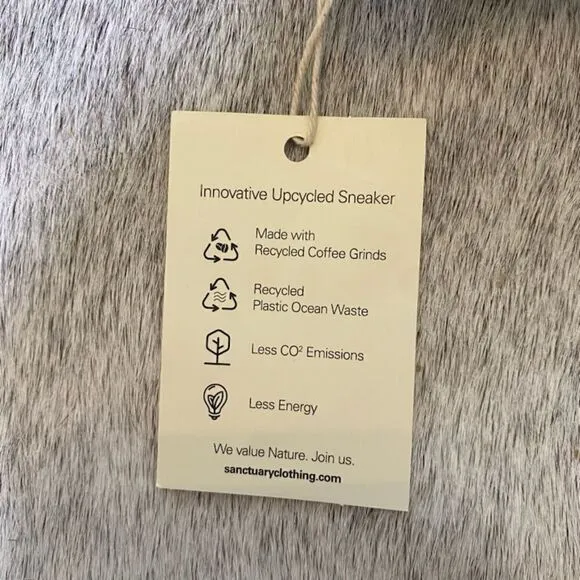 Innovative Upcycled Sneaker
Made with
Recycled Coffee Grinds
Recycled
Plastic Ocean Waste
Less CO² Emissions
Less Energy
We value Nature. Join us.
sanctuaryclothing.com